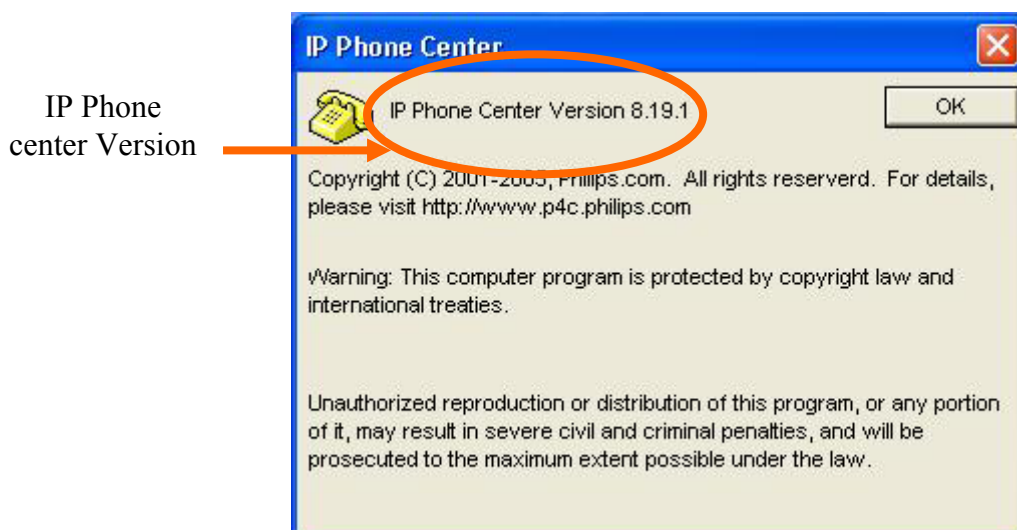 IP Phone Center
IP Phone
center Version
IP Phone Center Version 8.19.1
OK
Copyright (C) 2001-2005, Philips.com. All rights reserverd. For details,
please visit http://www.p4c.philips.com
Warning: This computer program is protected by copyright law and
international treaties.
Unauthorized reproduction or distribution of this program, or any portion
of it, may result in severe civil and criminal penalties, and will be
prosecuted to the maximum extent possible under the law.